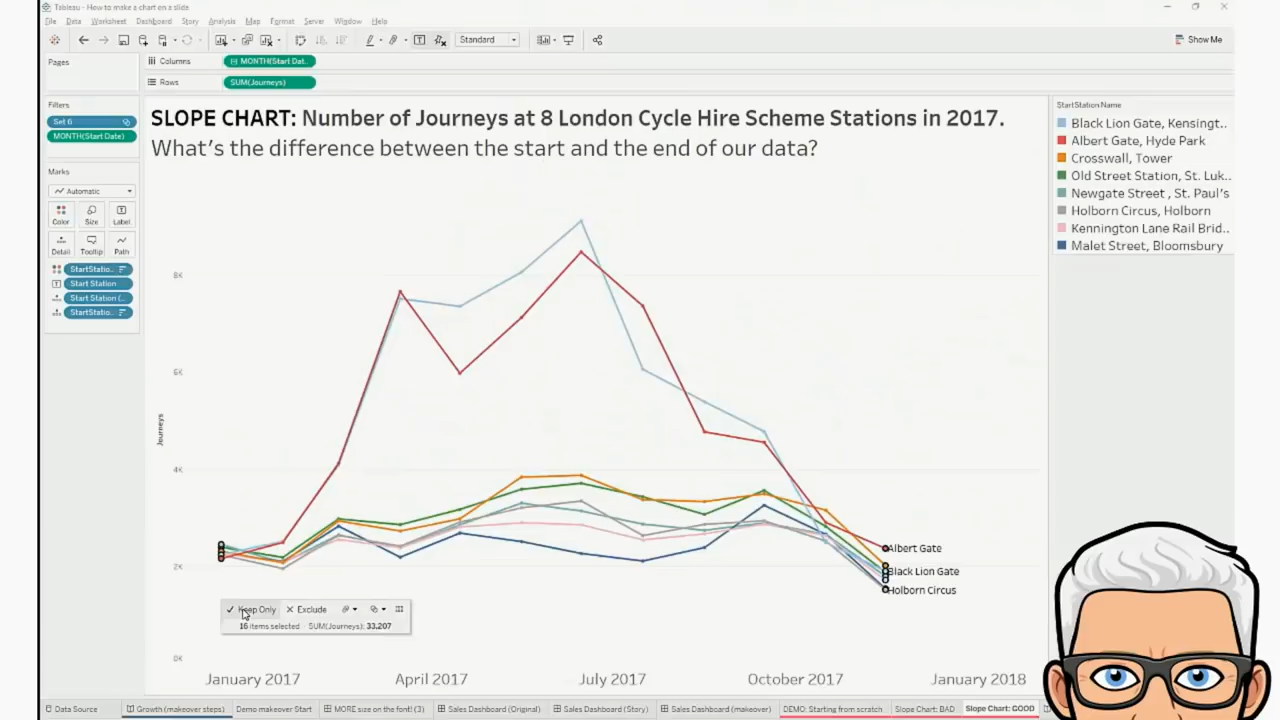 Tableau - How to make a chart on a slide
File Data Worksheet Dashboard Story Analysis Map Format Server Window Help
Standard
Show Me
Pages
Columns
MONTH(Start Dat..
Rows
SUM(Journeys)
Filters
Set 6
MONTH(Start Date)
Marks
Automatic
Color Size Label
Detail Tooltip Path
StartStatio..
Start Station
Start Station (..
StartStatio..
SLOPE CHART: Number of Journeys at 8 London Cycle Hire Scheme Stations in 2017.
What's the difference between the start and the end of our data?
Journeys
8K
6K
4K
2K
0K
Albert Gate
Black Lion Gate
Holborn Circus
Keep Only Exclude
16 items selected · SUM(Journeys): 33,207
January 2017 April 2017 July 2017 October 2017 January 2018
StartStation Name
Black Lion Gate, Kensingt..
Albert Gate, Hyde Park
Crosswall, Tower
Old Street Station, St. Luk..
Newgate Street , St. Paul's
Holborn Circus, Holborn
Kennington Lane Rail Brid..
Malet Street, Bloomsbury
Data Source Growth (makeover steps) Demo makeover Start MORE size on the font! (3) Sales Dashboard (Original) Sales Dashboard (Story) Sales Dashboard (makeover) DEMO: Starting from scratch Slope Chart: BAD Slope Chart: GOOD